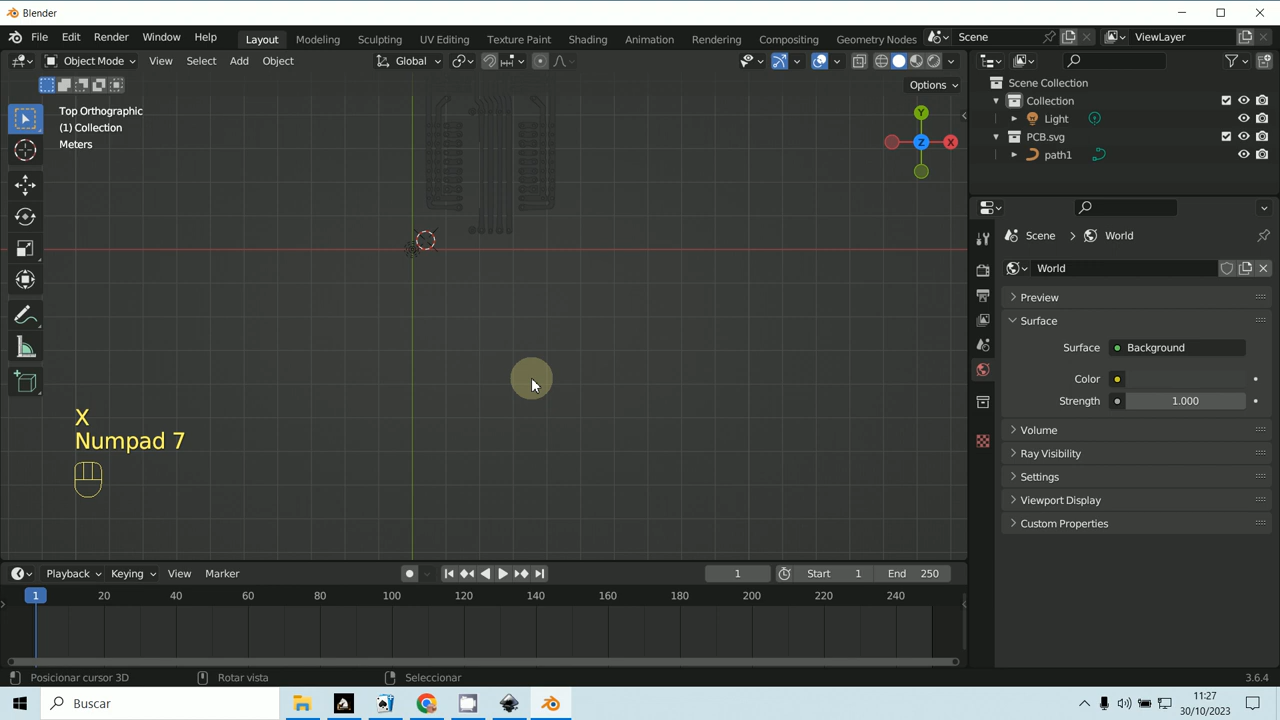 Blender
File Edit Render Window Help Layout Modeling Sculpting UV Editing Texture Paint Shading Animation Rendering Compositing Geometry Nodes Scene ViewLayer
Object Mode View Select Add Object Global
Options
Top Orthographic
(1) Collection
Meters
Y
Z
X
X
Numpad 7
Scene Collection
Collection
Light
PCB.svg
path1
Scene > World
World
Preview
Surface
Surface Background
Color
Strength 1.000
Volume
Ray Visibility
Settings
Viewport Display
Custom Properties
Playback Keying View Marker 1 Start 1 End 250
1 20 40 60 80 100 120 140 160 180 200 220 240
Posicionar cursor 3D Rotar vista Seleccionar 3.6.4
Buscar
11:27
30/10/2023